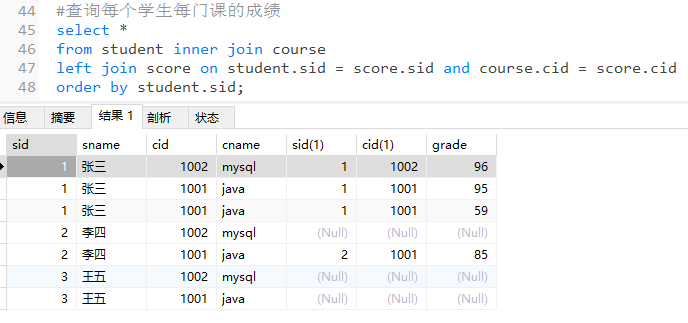 44 #查询每个学生每门课的成绩
45 select *
46 from student inner join course
47 left join score on student.sid = score.sid and course.cid = score.cid
48 order by student.sid;
信息 摘要 结果 1 剖析 状态
sid sname cid cname sid(1) cid(1) grade
1 张三 1002 mysql 1 1002 96
1 张三 1001 java 1 1001 95
1 张三 1001 java 1 1001 59
2 李四 1002 mysql (Null) (Null) (Null)
2 李四 1001 java 2 1001 85
3 王五 1002 mysql (Null) (Null) (Null)
3 王五 1001 java (Null) (Null) (Null)